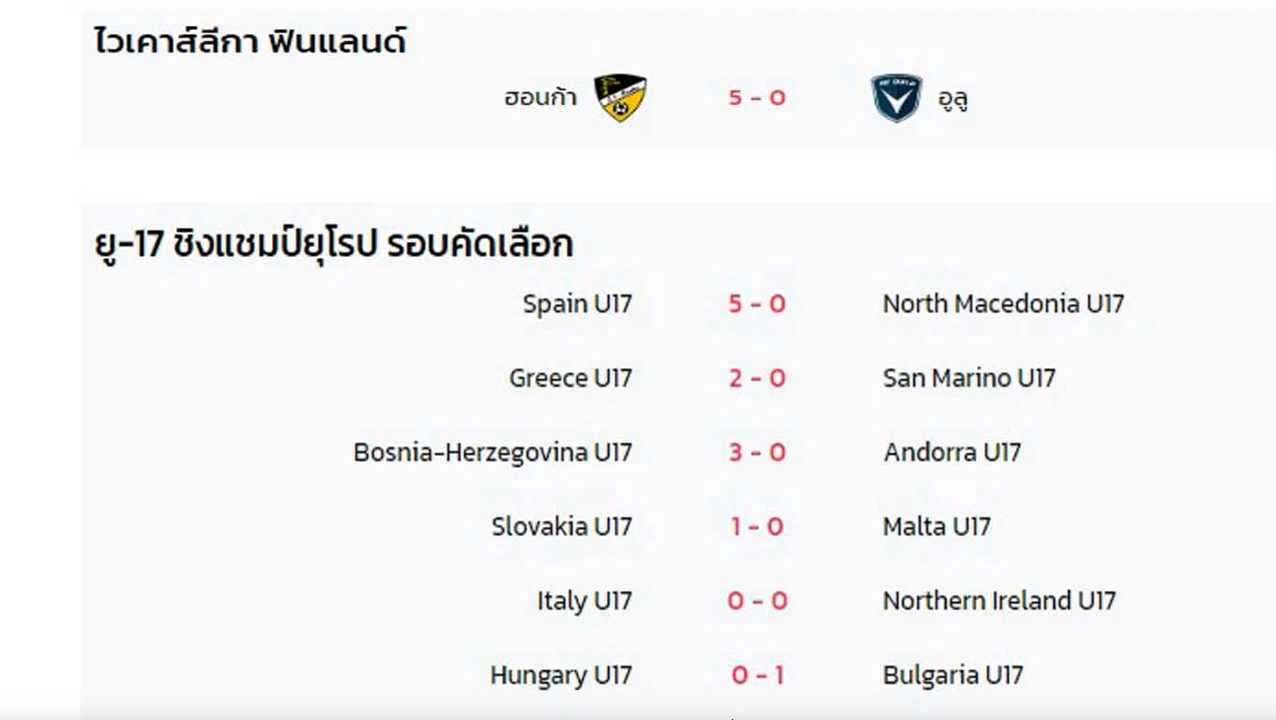 ไวเคาส์ลีกา ฟินแลนด์
ฮอนก้า 5 - 0 อูลู
ยู-17 ชิงแชมป์ยุโรป รอบคัดเลือก
Spain U17 5 - 0 North Macedonia U17
Greece U17 2 - 0 San Marino U17
Bosnia-Herzegovina U17 3 - 0 Andorra U17
Slovakia U17 1 - 0 Malta U17
Italy U17 0 - 0 Northern Ireland U17
Hungary U17 0 - 1 Bulgaria U17